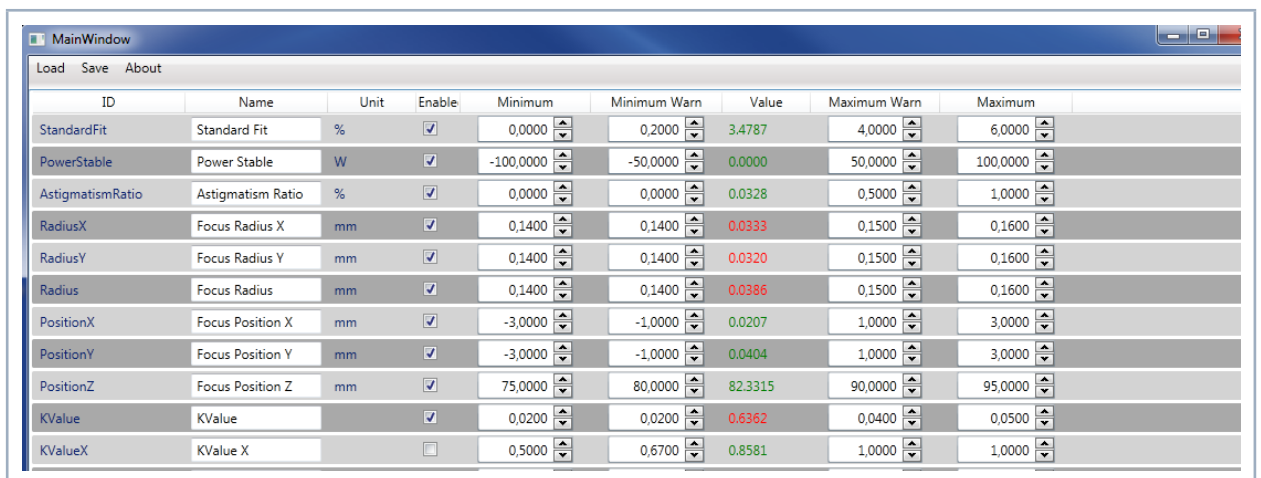 MainWindow
Load Save About
ID Name Unit Enable Minimum Minimum Warn Value Maximum Warn Maximum
StandardFit Standard Fit % 0,0000 0,2000 3.4787 4,0000 6,0000
PowerStable Power Stable W -100,0000 -50,0000 0.0000 50,0000 100,0000
AstigmatismRatio Astigmatism Ratio % 0,0000 0,0000 0.0328 0,5000 1,0000
RadiusX Focus Radius X mm 0,1400 0,1400 0.0333 0,1500 0,1600
RadiusY Focus Radius Y mm 0,1400 0,1400 0.0320 0,1500 0,1600
Radius Focus Radius mm 0,1400 0,1400 0.0386 0,1500 0,1600
PositionX Focus Position X mm -3,0000 -1,0000 0.0207 1,0000 3,0000
PositionY Focus Position Y mm -3,0000 -1,0000 0.0404 1,0000 3,0000
PositionZ Focus Position Z mm 75,0000 80,0000 82.3315 90,0000 95,0000
KValue KValue 0,0200 0,0200 0.6362 0,0400 0,0500
KValueX KValue X 0,5000 0,6700 0.8581 1,0000 1,0000